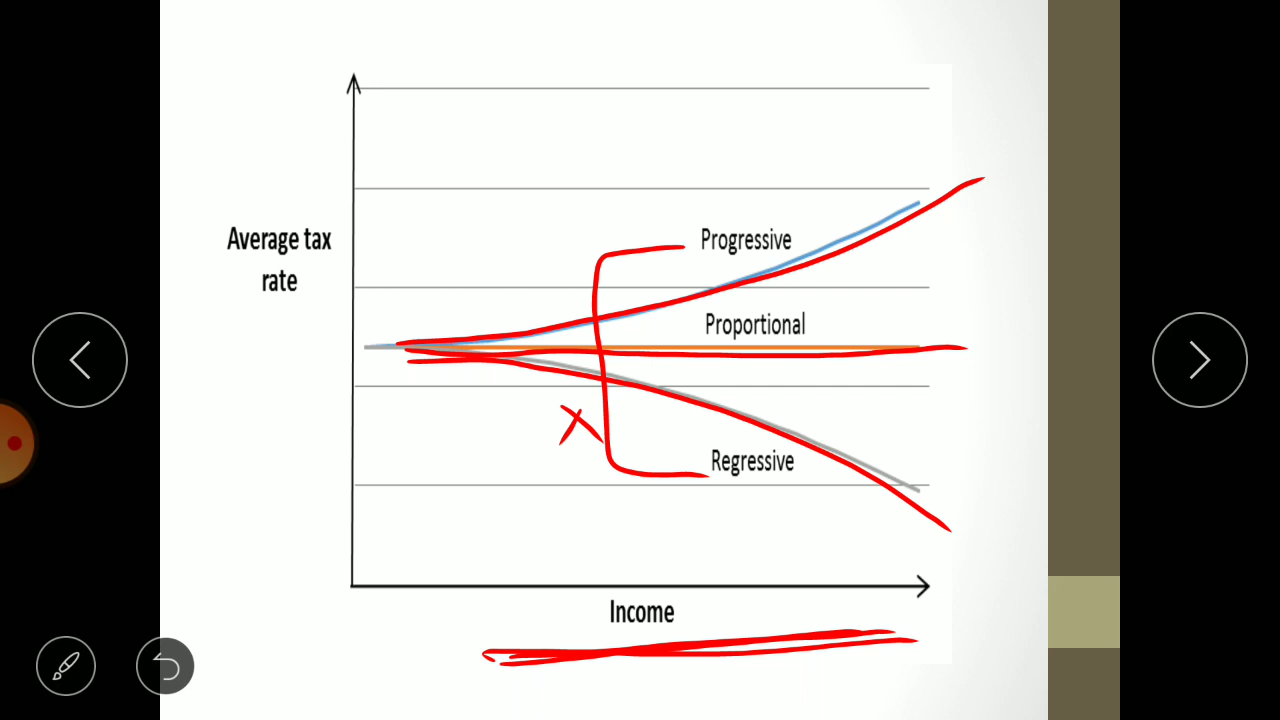 Average tax
rate
Progressive
Proportional
Regressive
Income